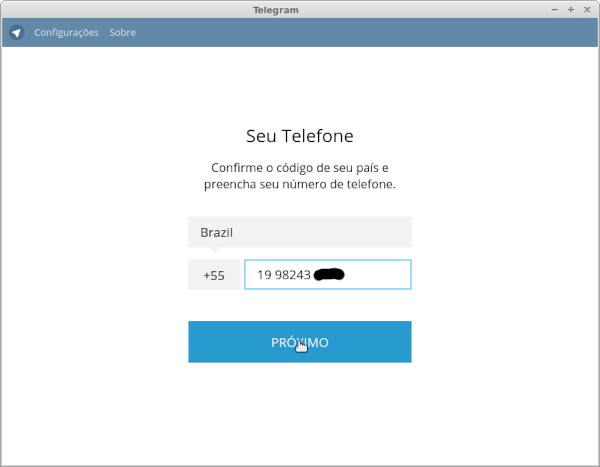 Telegram
Configurações Sobre
Seu Telefone
Confirme o código de seu país e
preencha seu número de telefone.
Brazil
+55 19 98243
PRÓXIMO